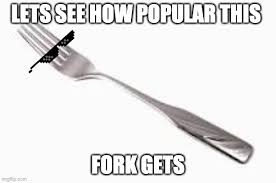 LETS SEE HOW POPULAR THIS
FORK GETS
imgflip.com